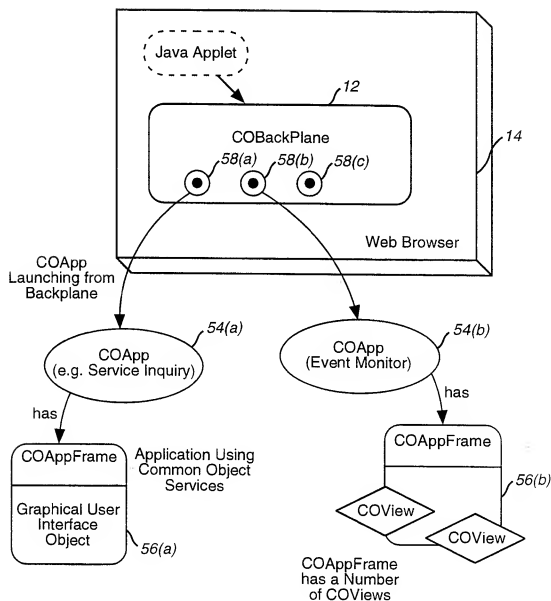 Java Applet
12
COBackPlane
58(a)
58(b)
58(c)
14
Web Browser
COApp
Launching from
Backplane
54(a)
COApp
(e.g. Service Inquiry)
54(b)
COApp
(Event Monitor)
has
has
COAppFrame
Graphical User
Interface
Object
56(a)
Application Using
Common Object
Services
COAppFrame
56(b)
COView
COView
COAppFrame
has a Number
of COViews